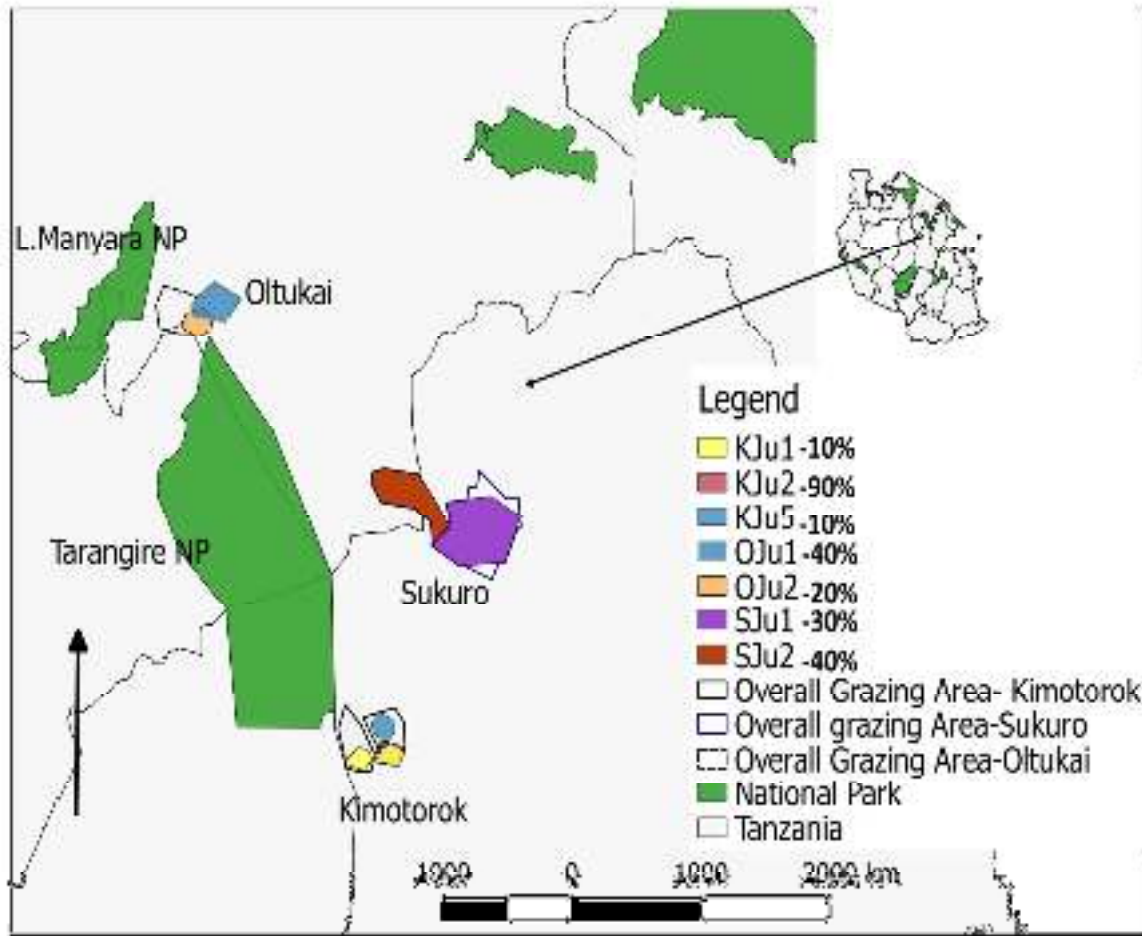 L.Manyara NP
Oltukai
Tarangire NP
Sukuro
Kimotorok
Legend
KJu1 -10%
KJu2 -90%
KJu5 -10%
OJu1 -40%
OJu2 -20%
SJu1 -30%
SJu2 -40%
Overall Grazing Area- Kimotorok
Overall grazing Area-Sukuro
Overall Grazing Area-Oltukai
National Park
Tanzania
1000 0 1000 2000 km